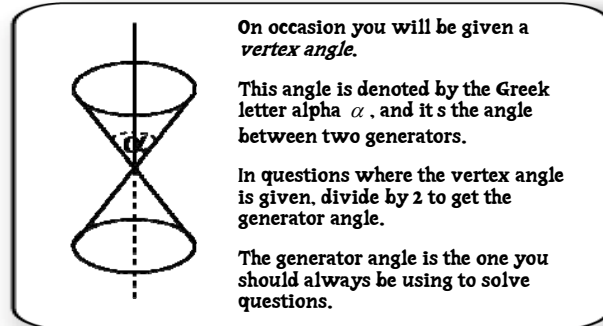 On occasion you will be given a
vertex angle.
This angle is denoted by the Greek
letter alpha α , and it s the angle
between two generators.
In questions where the vertex angle
is given, divide by 2 to get the
generator angle.
The generator angle is the one you
should always be using to solve
questions.
α